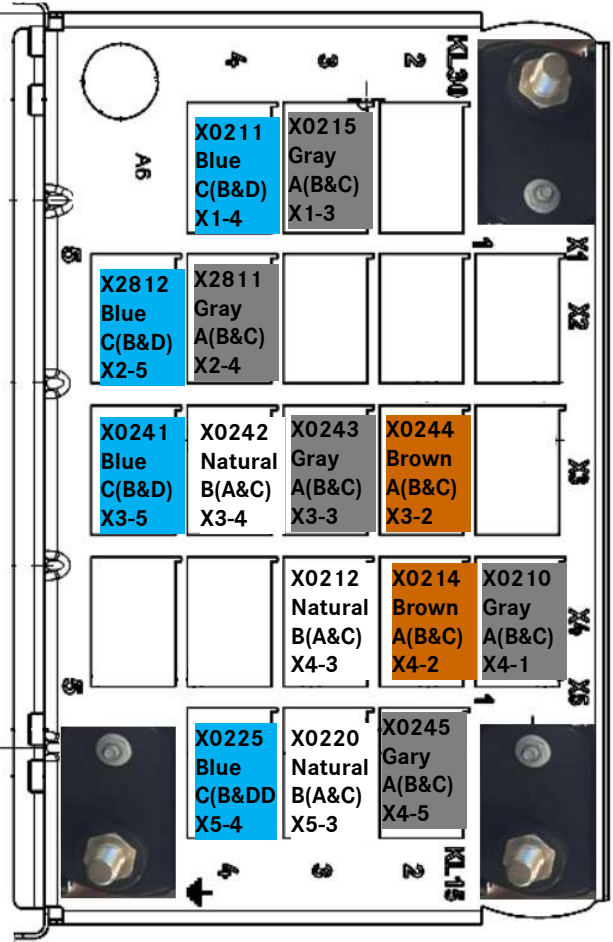 4
3
2
KL30
A6
X0211
Blue
C(B&D)
X1-4
X0215
Gray
A(B&C)
X1-3
5
1
X1
X2812
Blue
C(B&D)
X2-5
X2811
Gray
A(B&C)
X2-4
X2
X0241
Blue
C(B&D)
X3-5
X0242
Natural
B(A&C)
X3-4
X0243
Gray
A(B&C)
X3-3
X0244
Brown
A(B&C)
X3-2
X3
X0212
Natural
B(A&C)
X4-3
X0214
Brown
A(B&C)
X4-2
X0210
Gray
A(B&C)
X4-1
X4
5
1
X5
X0225
Blue
C(B&DD
X5-4
X0220
Natural
B(A&C)
X5-3
X0245
Gary
A(B&C)
X4-5
4
3
2
KL15